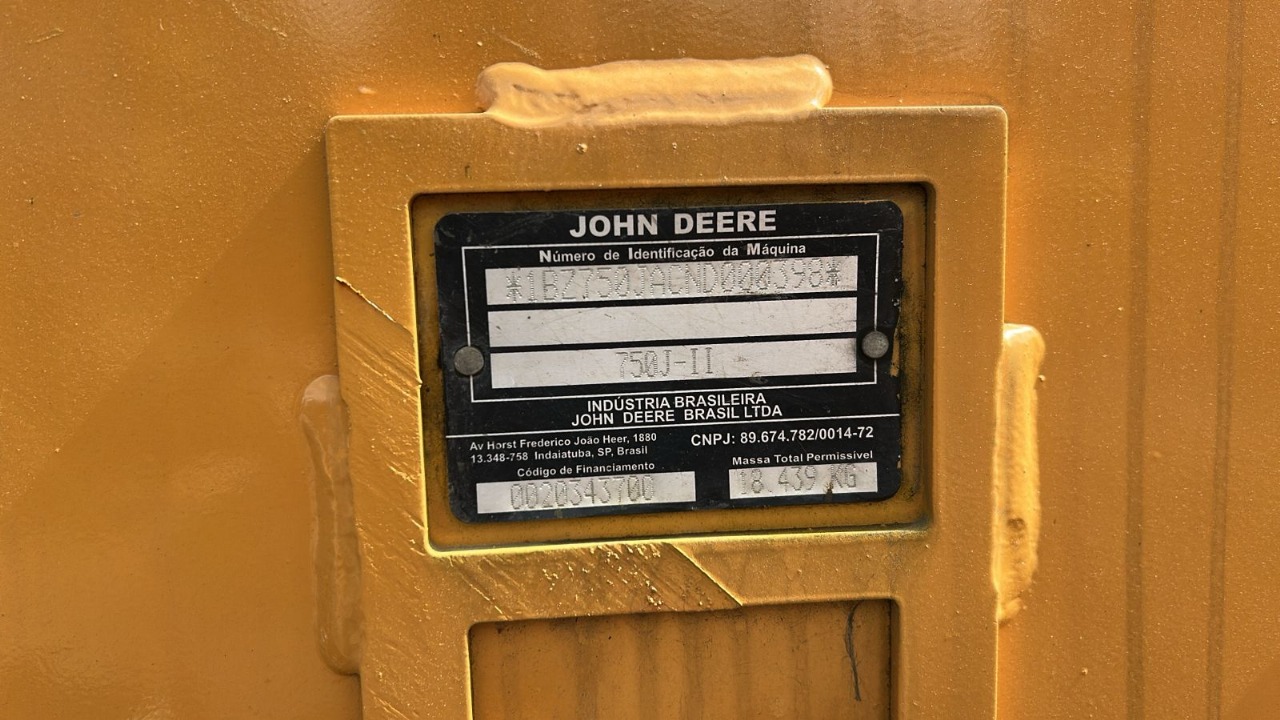 JOHN DEERE
Número de Identificação da Máquina
*1BZ750JACND000398*
750J-II
INDÚSTRIA BRASILEIRA
JOHN DEERE BRASIL LTDA
Av Horst Frederico João Heer, 1880
13.348-758 Indaiatuba, SP, Brasil
CNPJ: 89.674.782/0014-72
Código de Financiamento
0020343700
Massa Total Permissível
18.439 KG